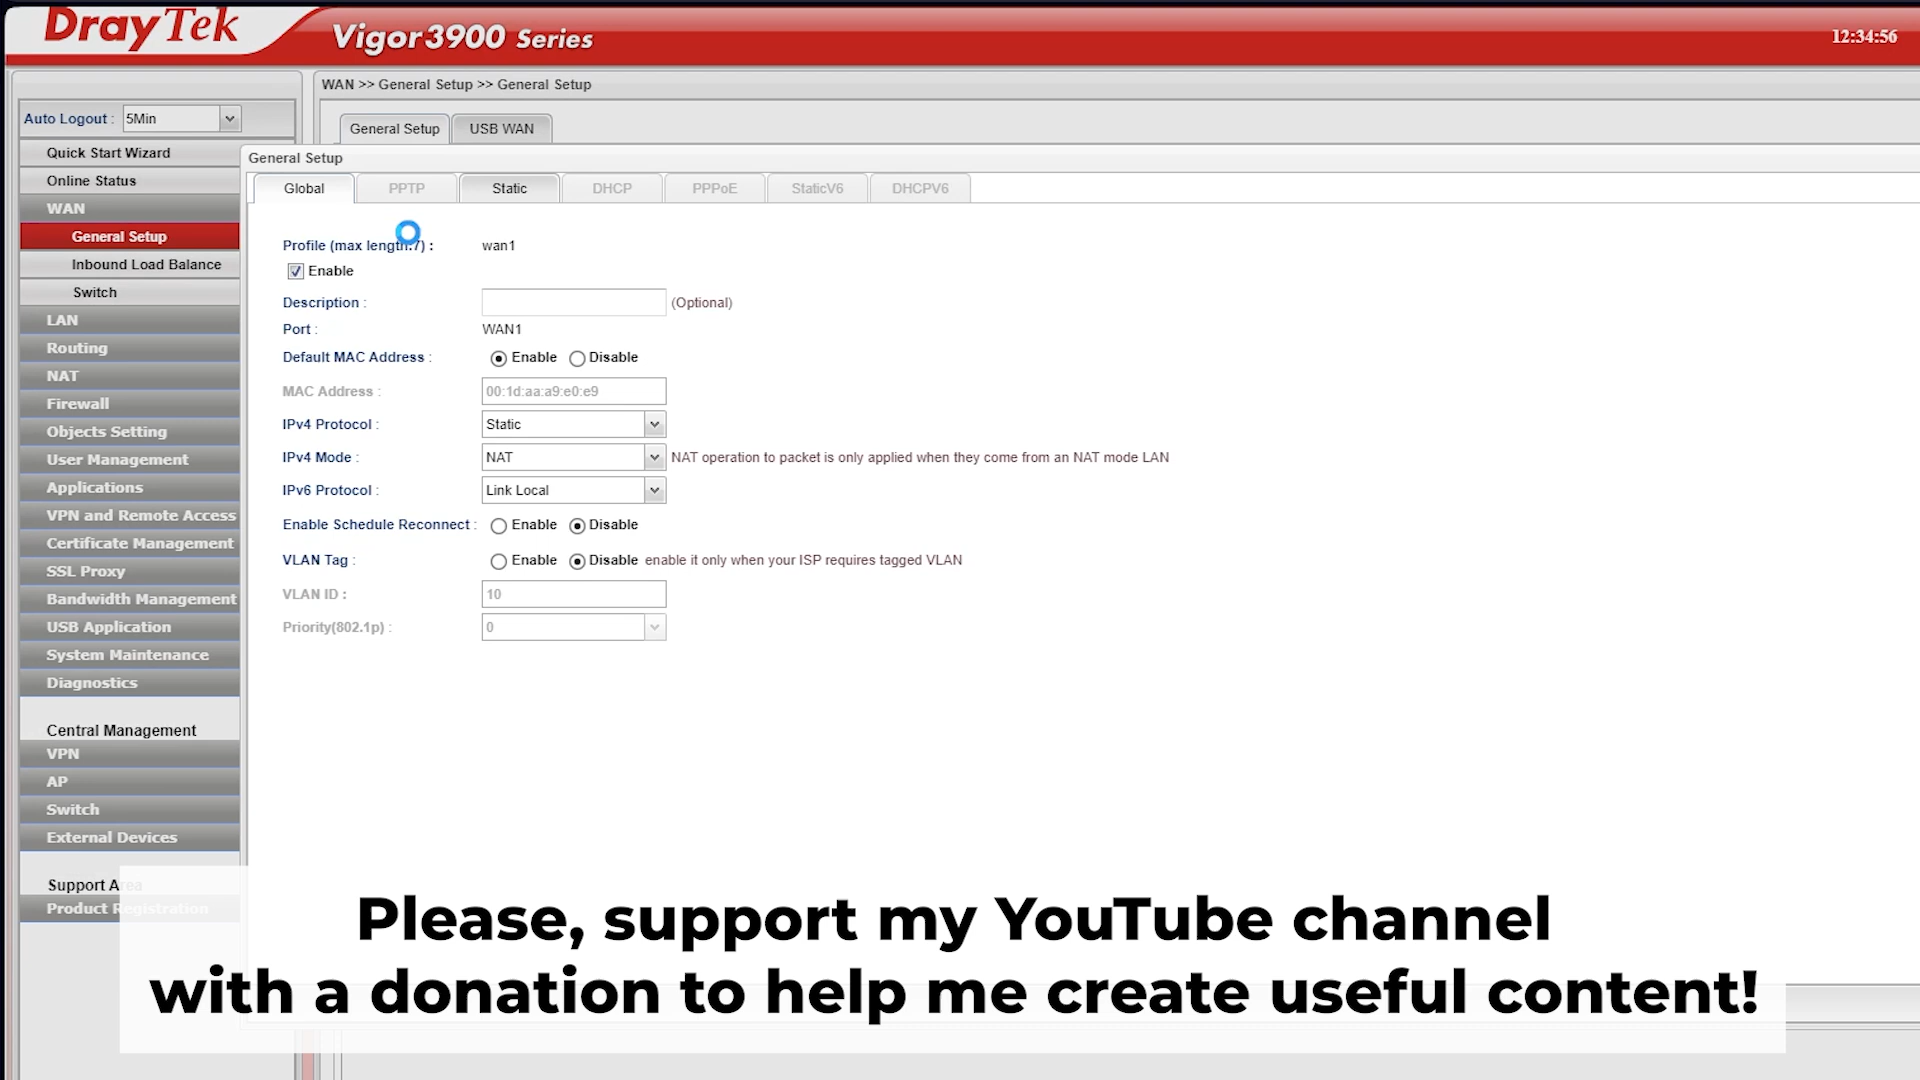 DrayTek
Vigor3900 Series
12:34:56
WAN >> General Setup >> General Setup
Auto Logout : 5Min
General Setup USB WAN
Quick Start Wizard
Online Status
WAN
General Setup
Inbound Load Balance
Switch
LAN
Routing
NAT
Firewall
Objects Setting
User Management
Applications
VPN and Remote Access
Certificate Management
SSL Proxy
Bandwidth Management
USB Application
System Maintenance
Diagnostics
Central Management
VPN
AP
Switch
External Devices
Support Area
Product Registration
General Setup
Global PPTP Static DHCP PPPoE StaticV6 DHCPV6
Profile (max length:7) : wan1
Enable
Description : (Optional)
Port : WAN1
Default MAC Address : Enable Disable
MAC Address : 00:1d:aa:a9:e0:e9
IPv4 Protocol : Static
IPv4 Mode : NAT NAT operation to packet is only applied when they come from an NAT mode LAN
IPv6 Protocol : Link Local
Enable Schedule Reconnect : Enable Disable
VLAN Tag : Enable Disable enable it only when your ISP requires tagged VLAN
VLAN ID : 10
Priority(802.1p) : 0
Please, support my YouTube channel
with a donation to help me create useful content!